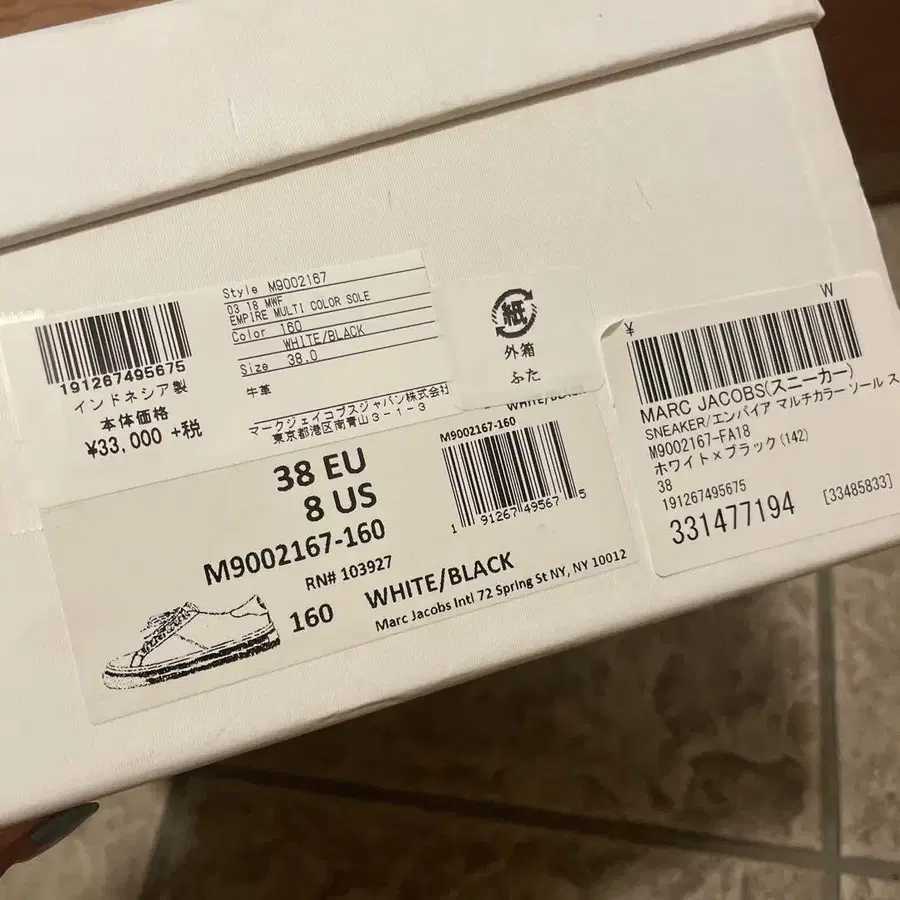 191267495675
インドネシア製
本体価格
¥33,000 +税
Style M9002167
03 18 MWF
EMPIRE MULTI COLOR SOLE
Color 160
WHITE/BLACK
Size 38.0
牛革
マークジェイコブスジャパン株式会社
東京都港区南青山3-1-3
紙
外箱
ふた
38 EU
8 US
M9002167-160
RN# 103927
160 WHITE/BLACK
Marc Jacobs Intl 72 Spring St NY, NY 10012
WHITE/BLACK
M9002167-160
1 91267 49567 5
¥ W
MARC JACOBS(スニーカー)
SNEAKER/エンパイア マルチカラー ソール ス
M9002167-FA18
ホワイト×ブラック(142)
38
191267495675
331477194 [33485833]